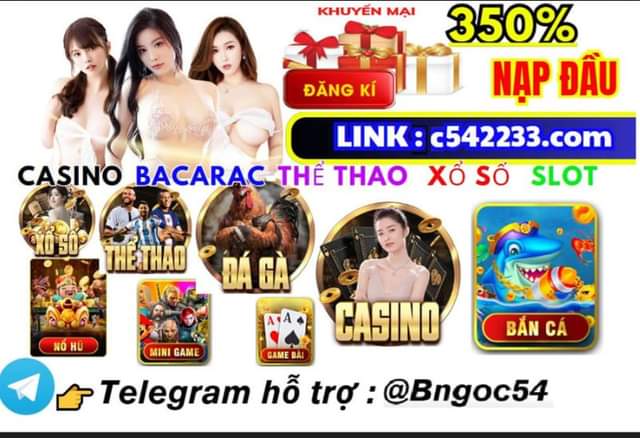 KHUYẾN MẠI
350%
NẠP ĐẦU
ĐĂNG KÍ
LINK : c542233.com
CASINO BACARAC THỂ THAO XỔ SỐ SLOT
XỔ SỐ
THỂ THAO
ĐÁ GÀ
CASINO
BẮN CÁ
NỔ HŨ
MINI GAME
A A
GAME BÀI
Telegram hỗ trợ : @Bngoc54